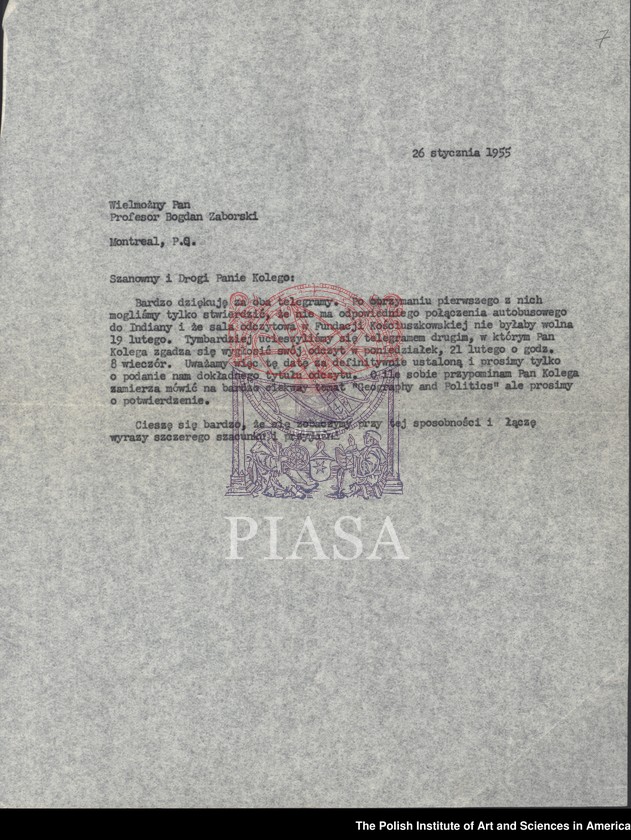 7
26 stycznia 1955
Wielmożny Pan
Profesor Bogdan Zaborski
Montreal, P.Q.
Szanowny i Drogi Panie Kolego:
Bardzo dziękuję za oba telegramy. Po otrzymaniu pierwszego z nich
mogliśmy tylko stwierdzić, że nie ma odpowiedniego połączenia autobusowego
do Indiany i że sala odczytowa w Fundacji Kościuszkowskiej nie byłaby wolna
19 lutego. Tymbardziej ucieszyliśmy się telegramem drugim, w którym Pan
Kolega zgadza się wygłosić swój odczyt w poniedziałek, 21 lutego o godz.
8 wieczór. Uważamy więc tę datę za definitywnie ustaloną i prosimy tylko
o podanie nam dokładnego tytułu odczytu. O ile sobie przypominam Pan Kolega
zamierza mówić na bardzo ciekawy temat "Geography and Politics" ale prosimy
o potwierdzenie.
Cieszę się bardzo, że się zobaczymy przy tej sposobności i łączę
wyrazy szczerego szacunku i przyjaźni
PIASA
The Polish Institute of Art and Sciences in America